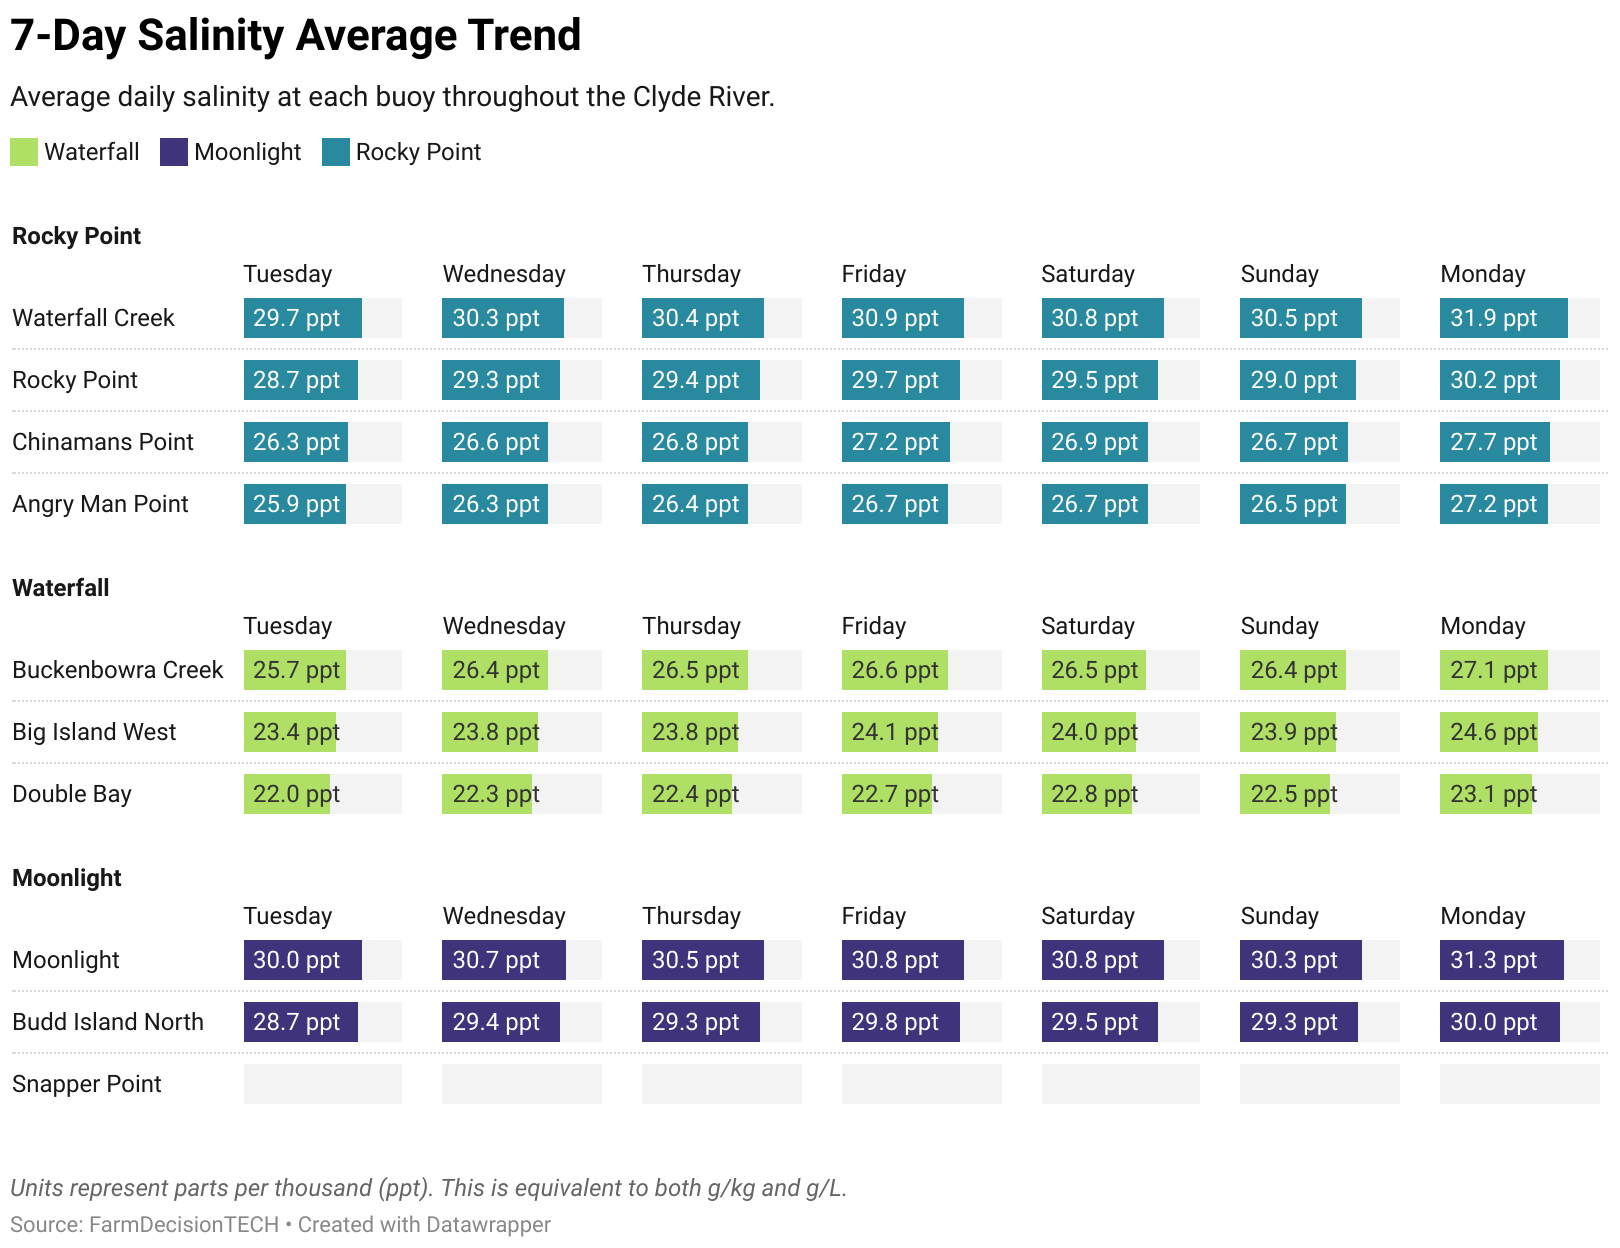 7-Day Salinity Average Trend
Average daily salinity at each buoy throughout the Clyde River.
Waterfall Moonlight Rocky Point
Rocky Point
Tuesday Wednesday Thursday Friday Saturday Sunday Monday
Waterfall Creek 29.7 ppt 30.3 ppt 30.4 ppt 30.9 ppt 30.8 ppt 30.5 ppt 31.9 ppt
Rocky Point 28.7 ppt 29.3 ppt 29.4 ppt 29.7 ppt 29.5 ppt 29.0 ppt 30.2 ppt
Chinamans Point 26.3 ppt 26.6 ppt 26.8 ppt 27.2 ppt 26.9 ppt 26.7 ppt 27.7 ppt
Angry Man Point 25.9 ppt 26.3 ppt 26.4 ppt 26.7 ppt 26.7 ppt 26.5 ppt 27.2 ppt
Waterfall
Tuesday Wednesday Thursday Friday Saturday Sunday Monday
Buckenbowra Creek 25.7 ppt 26.4 ppt 26.5 ppt 26.6 ppt 26.5 ppt 26.4 ppt 27.1 ppt
Big Island West 23.4 ppt 23.8 ppt 23.8 ppt 24.1 ppt 24.0 ppt 23.9 ppt 24.6 ppt
Double Bay 22.0 ppt 22.3 ppt 22.4 ppt 22.7 ppt 22.8 ppt 22.5 ppt 23.1 ppt
Moonlight
Tuesday Wednesday Thursday Friday Saturday Sunday Monday
Moonlight 30.0 ppt 30.7 ppt 30.5 ppt 30.8 ppt 30.8 ppt 30.3 ppt 31.3 ppt
Budd Island North 28.7 ppt 29.4 ppt 29.3 ppt 29.8 ppt 29.5 ppt 29.3 ppt 30.0 ppt
Snapper Point
Units represent parts per thousand (ppt). This is equivalent to both g/kg and g/L.
Source: FarmDecisionTECH • Created with Datawrapper